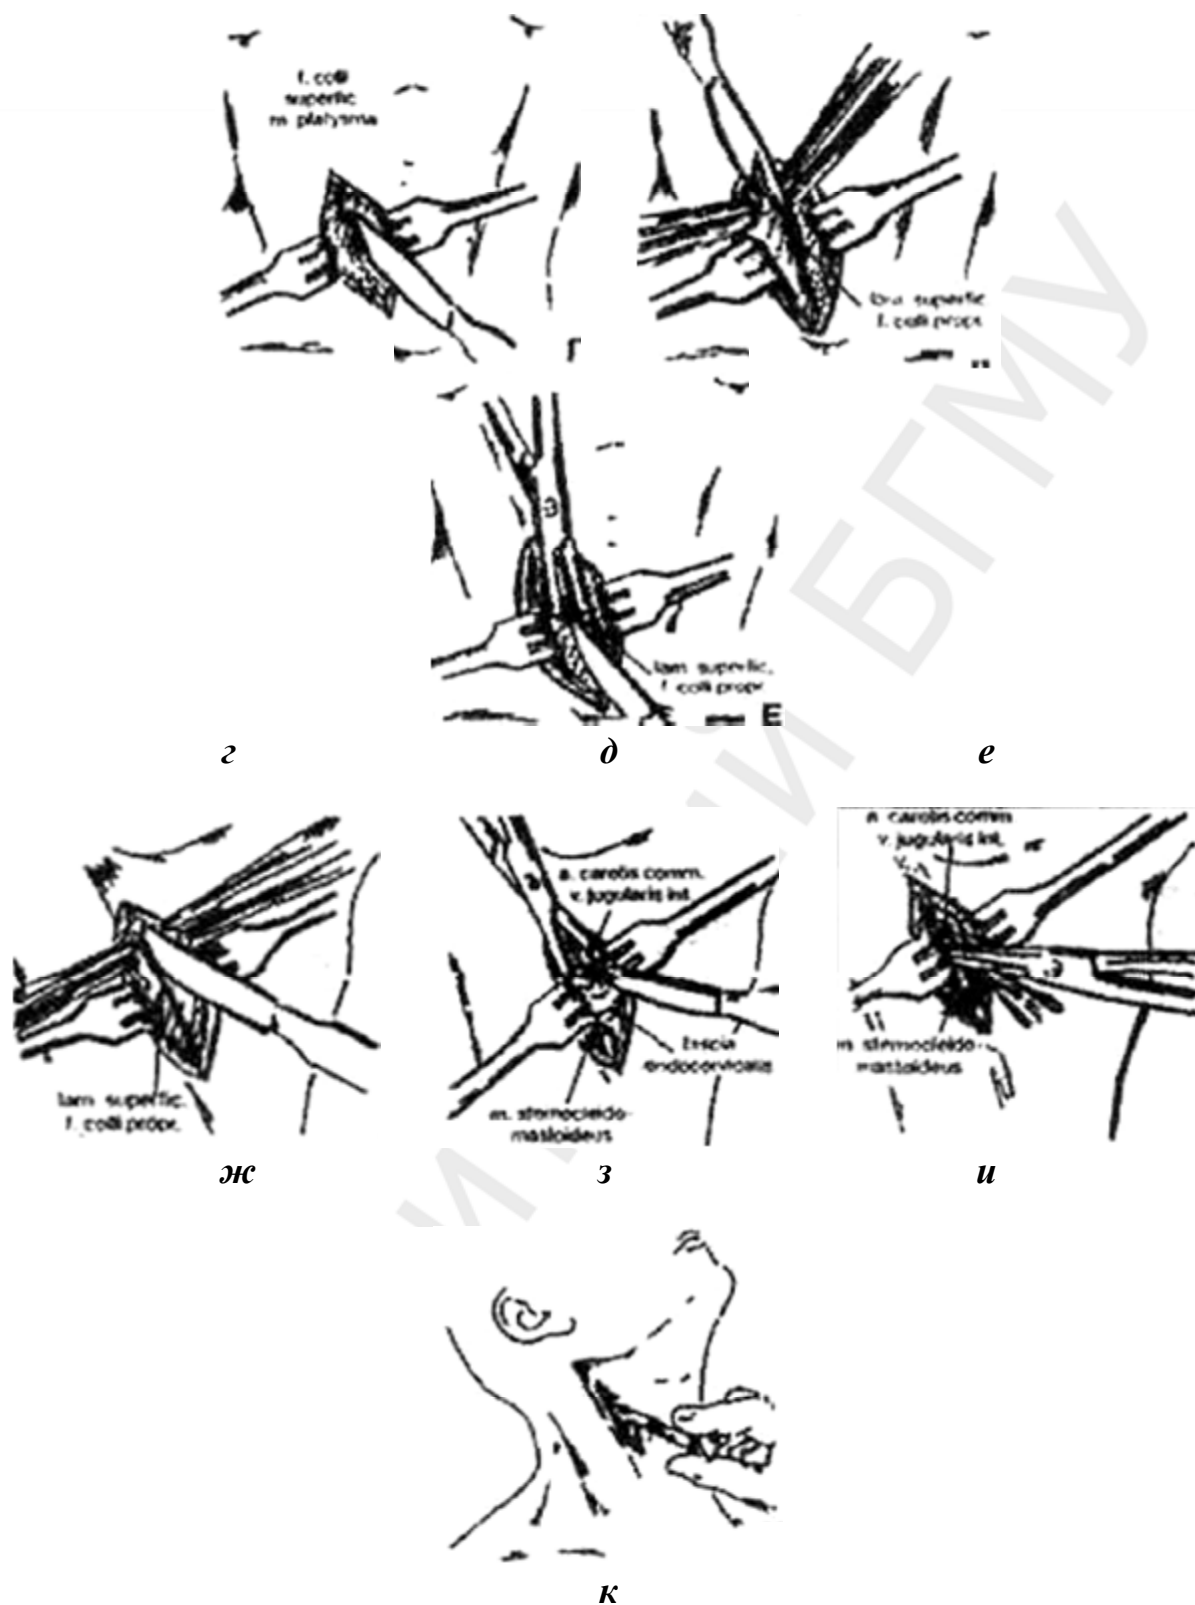 f. colli
superfic
m platysma
lam. superfic
f. colli propr.
Г
lam superfic.
f. colli propr.
Е
г
д
е
lam superfic.
f. colli propr.
a. carotis comm.
v. jugularis int.
fascia
endocervicalis
m. sternocleido-
mastoideus
a. carotis comm
v. jugularis int.
m sternocleido-
mastoideus
ж
з
и
к
БГМУ